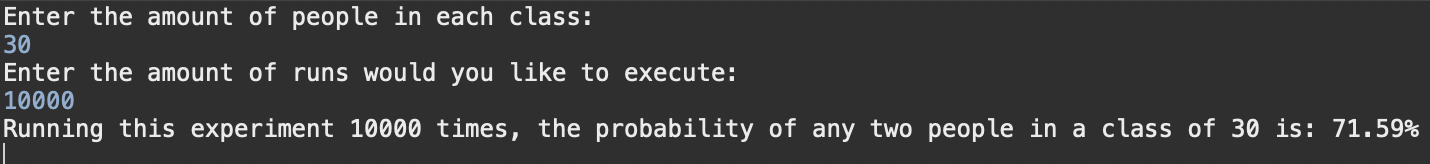 Enter the amount of people in each class:
30
Enter the amount of runs would you like to execute:
10000
Running this experiment 10000 times, the probability of any two people in a class of 30 is: 71.59%